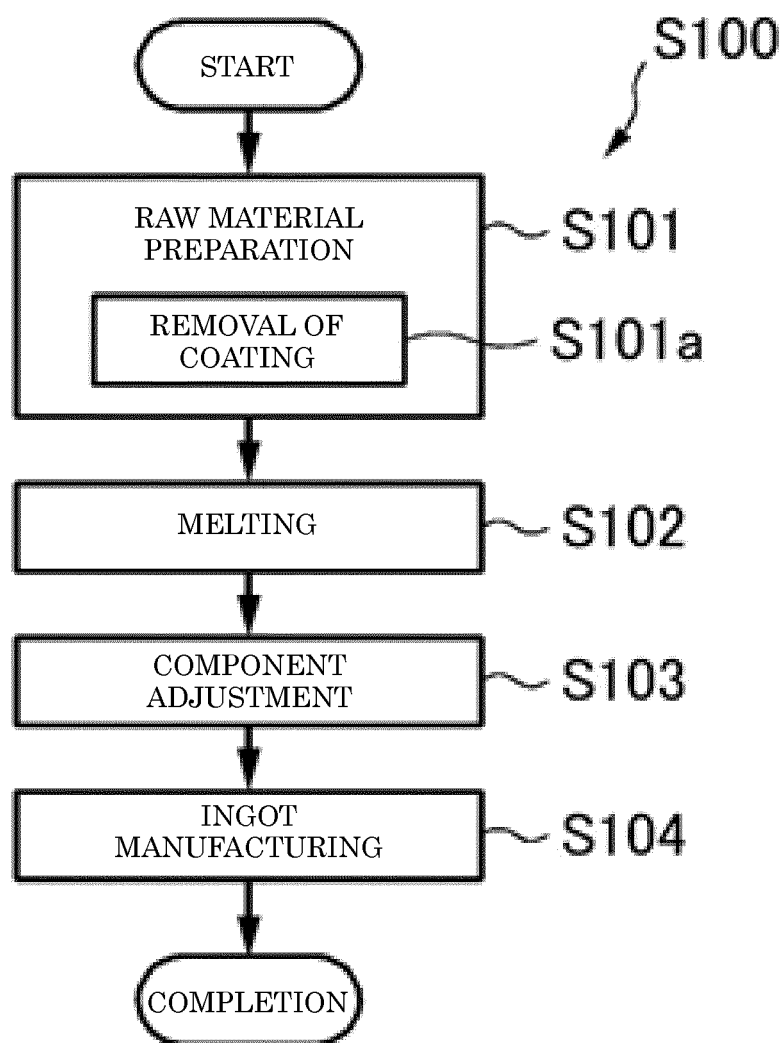 START
S100
RAW MATERIAL
PREPARATION
S101
REMOVAL OF
COATING
S101a
MELTING
S102
COMPONENT
ADJUSTMENT
S103
INGOT
MANUFACTURING
S104
COMPLETION